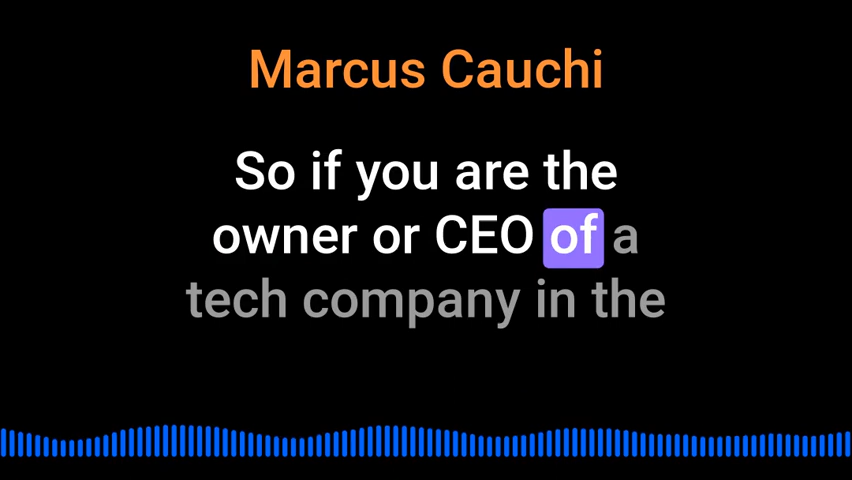 Marcus Cauchi
So if you are the
owner or CEO of a
tech company in the